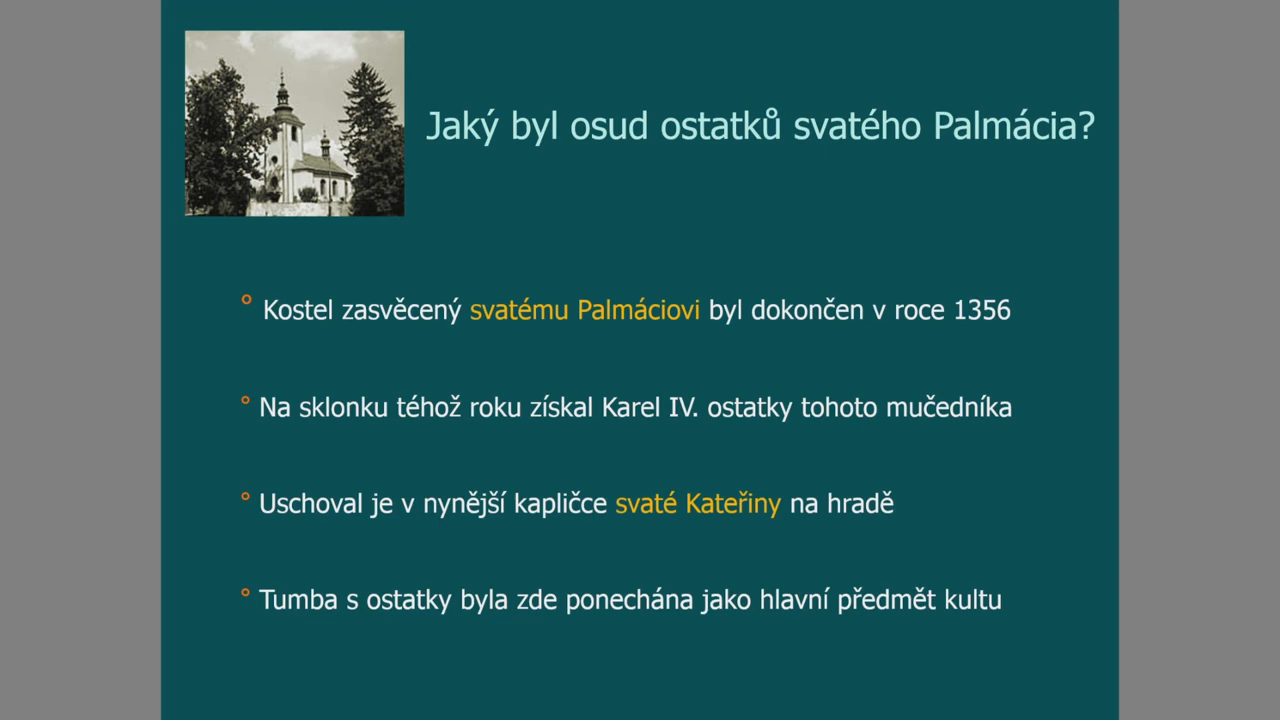 Jaký byl osud ostatků svatého Palmácia?
° Kostel zasvěcený svatému Palmáciovi byl dokončen v roce 1356
° Na sklonku téhož roku získal Karel IV. ostatky tohoto mučedníka
° Uschoval je v nynější kapličce svaté Kateřiny na hradě
° Tumba s ostatky byla zde ponechána jako hlavní předmět kultu